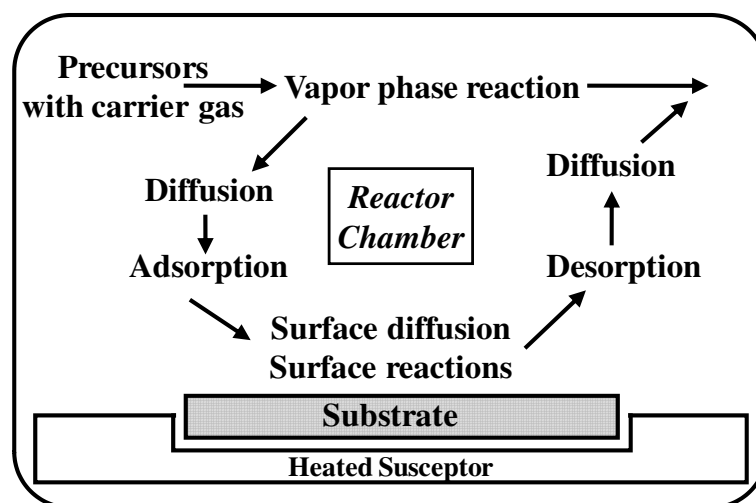 Precursors
with carrier gas
Vapor phase reaction
Diffusion
Adsorption
Reactor
Chamber
Diffusion
Desorption
Surface diffusion
Surface reactions
Substrate
Heated Susceptor